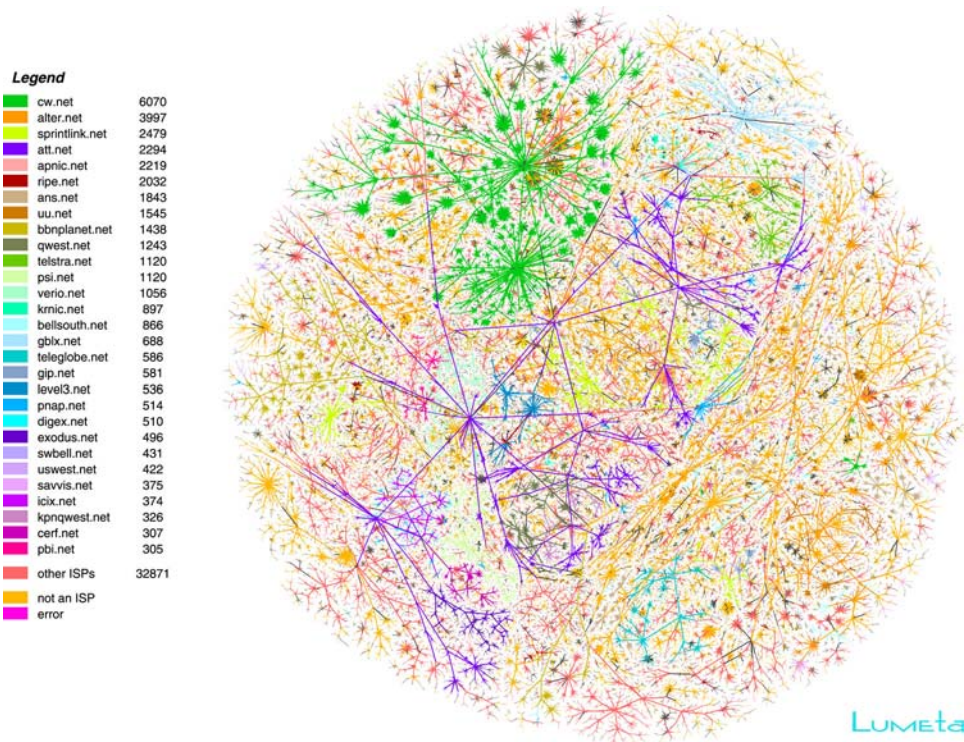 Legend
cw.net 6070
alter.net 3997
sprintlink.net 2479
att.net 2294
apnic.net 2219
ripe.net 2032
ans.net 1843
uu.net 1545
bbnplanet.net 1438
qwest.net 1243
telstra.net 1120
psi.net 1120
verio.net 1056
krnic.net 897
bellsouth.net 866
gblx.net 688
teleglobe.net 586
gip.net 581
level3.net 536
pnap.net 514
digex.net 510
exodus.net 496
swbell.net 431
uswest.net 422
savvis.net 375
icix.net 374
kpnqwest.net 326
cerf.net 307
pbi.net 305
other ISPs 32871
not an ISP
error
LUMETA